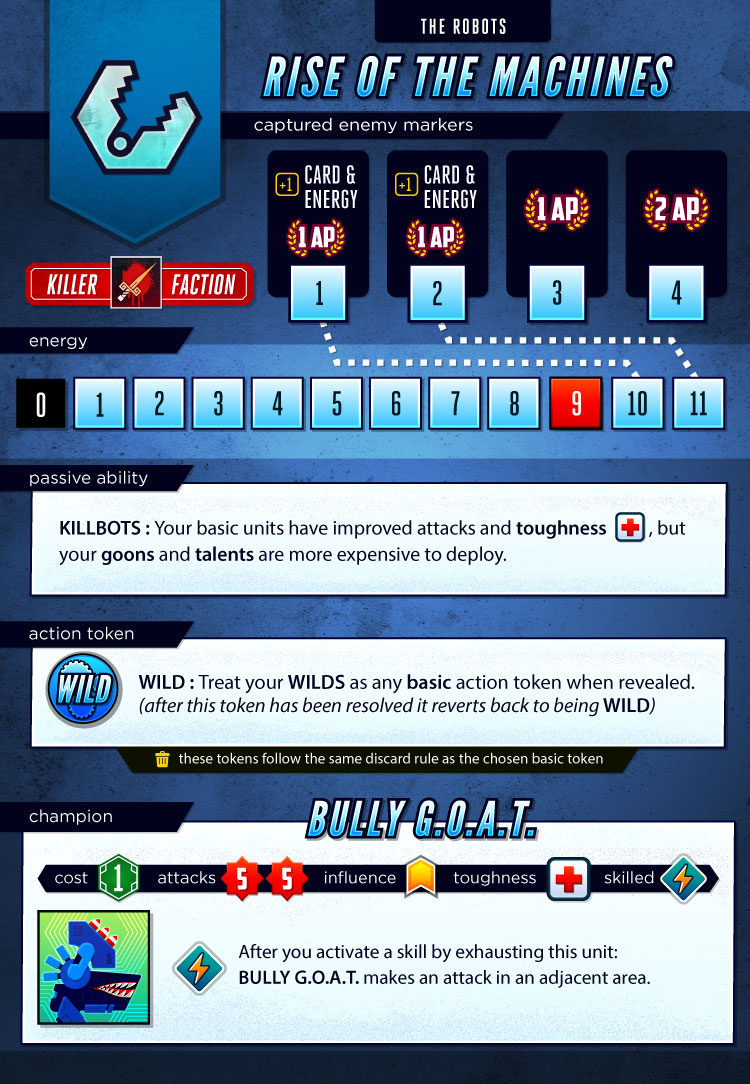 THE ROBOTS
RISE OF THE MACHINES
captured enemy markers
+1 CARD & ENERGY
1 AP
1
+1 CARD & ENERGY
1 AP
2
1 AP
3
2 AP
4
KILLER FACTION
energy
0 1 2 3 4 5 6 7 8 9 10 11
passive ability
KILLBOTS : Your basic units have improved attacks and toughness , but
your goons and talents are more expensive to deploy.
action token
WILD
WILD : Treat your WILDS as any basic action token when revealed.
(after this token has been resolved it reverts back to being WILD)
these tokens follow the same discard rule as the chosen basic token
champion
BULLY G.O.A.T.
cost 1 attacks 5 5 influence toughness skilled
After you activate a skill by exhausting this unit:
BULLY G.O.A.T. makes an attack in an adjacent area.